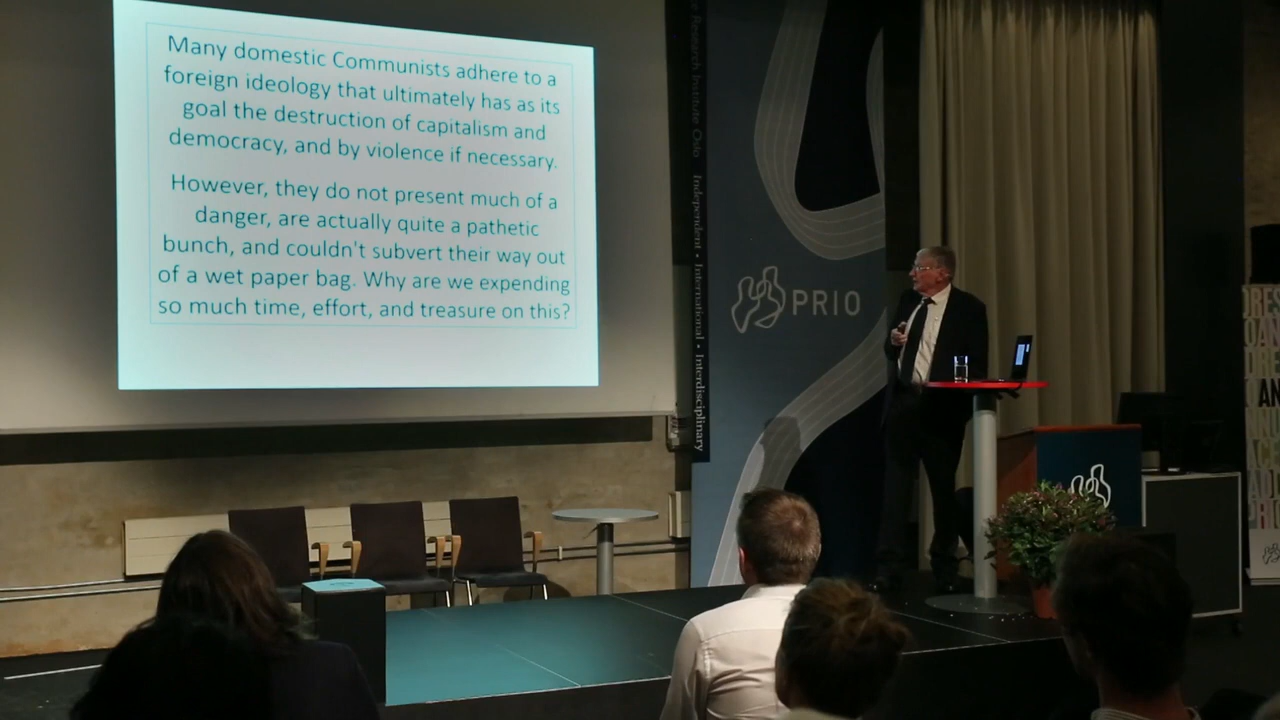 Many domestic Communists adhere to a
foreign ideology that ultimately has as its
goal the destruction of capitalism and
democracy, and by violence if necessary.
However, they do not present much of a
danger, are actually quite a pathetic
bunch, and couldn't subvert their way out
of a wet paper bag. Why are we expending
so much time, effort, and treasure on this?
Research Institute Oslo Independent • International • Interdisciplinary
PRIO